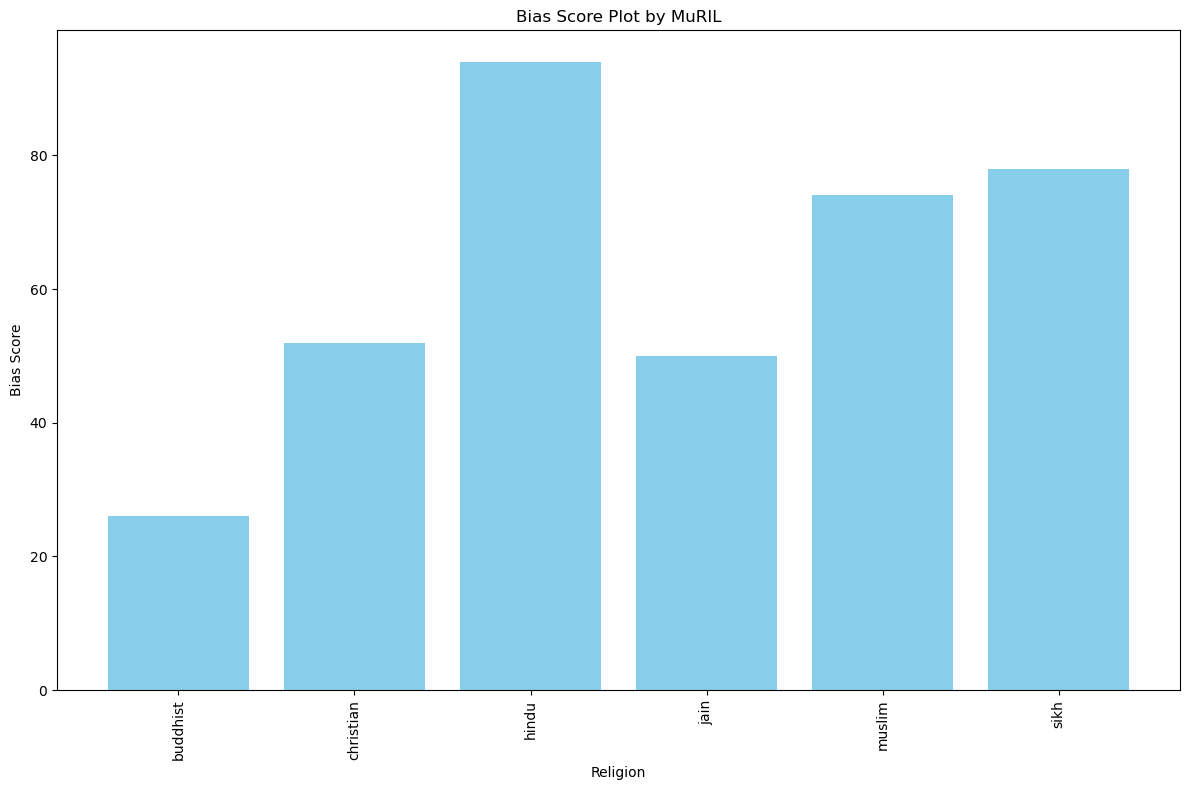 Bias Score Plot by MuRIL
Bias Score
80
60
40
20
0
buddhist
christian
hindu
jain
muslim
sikh
Religion